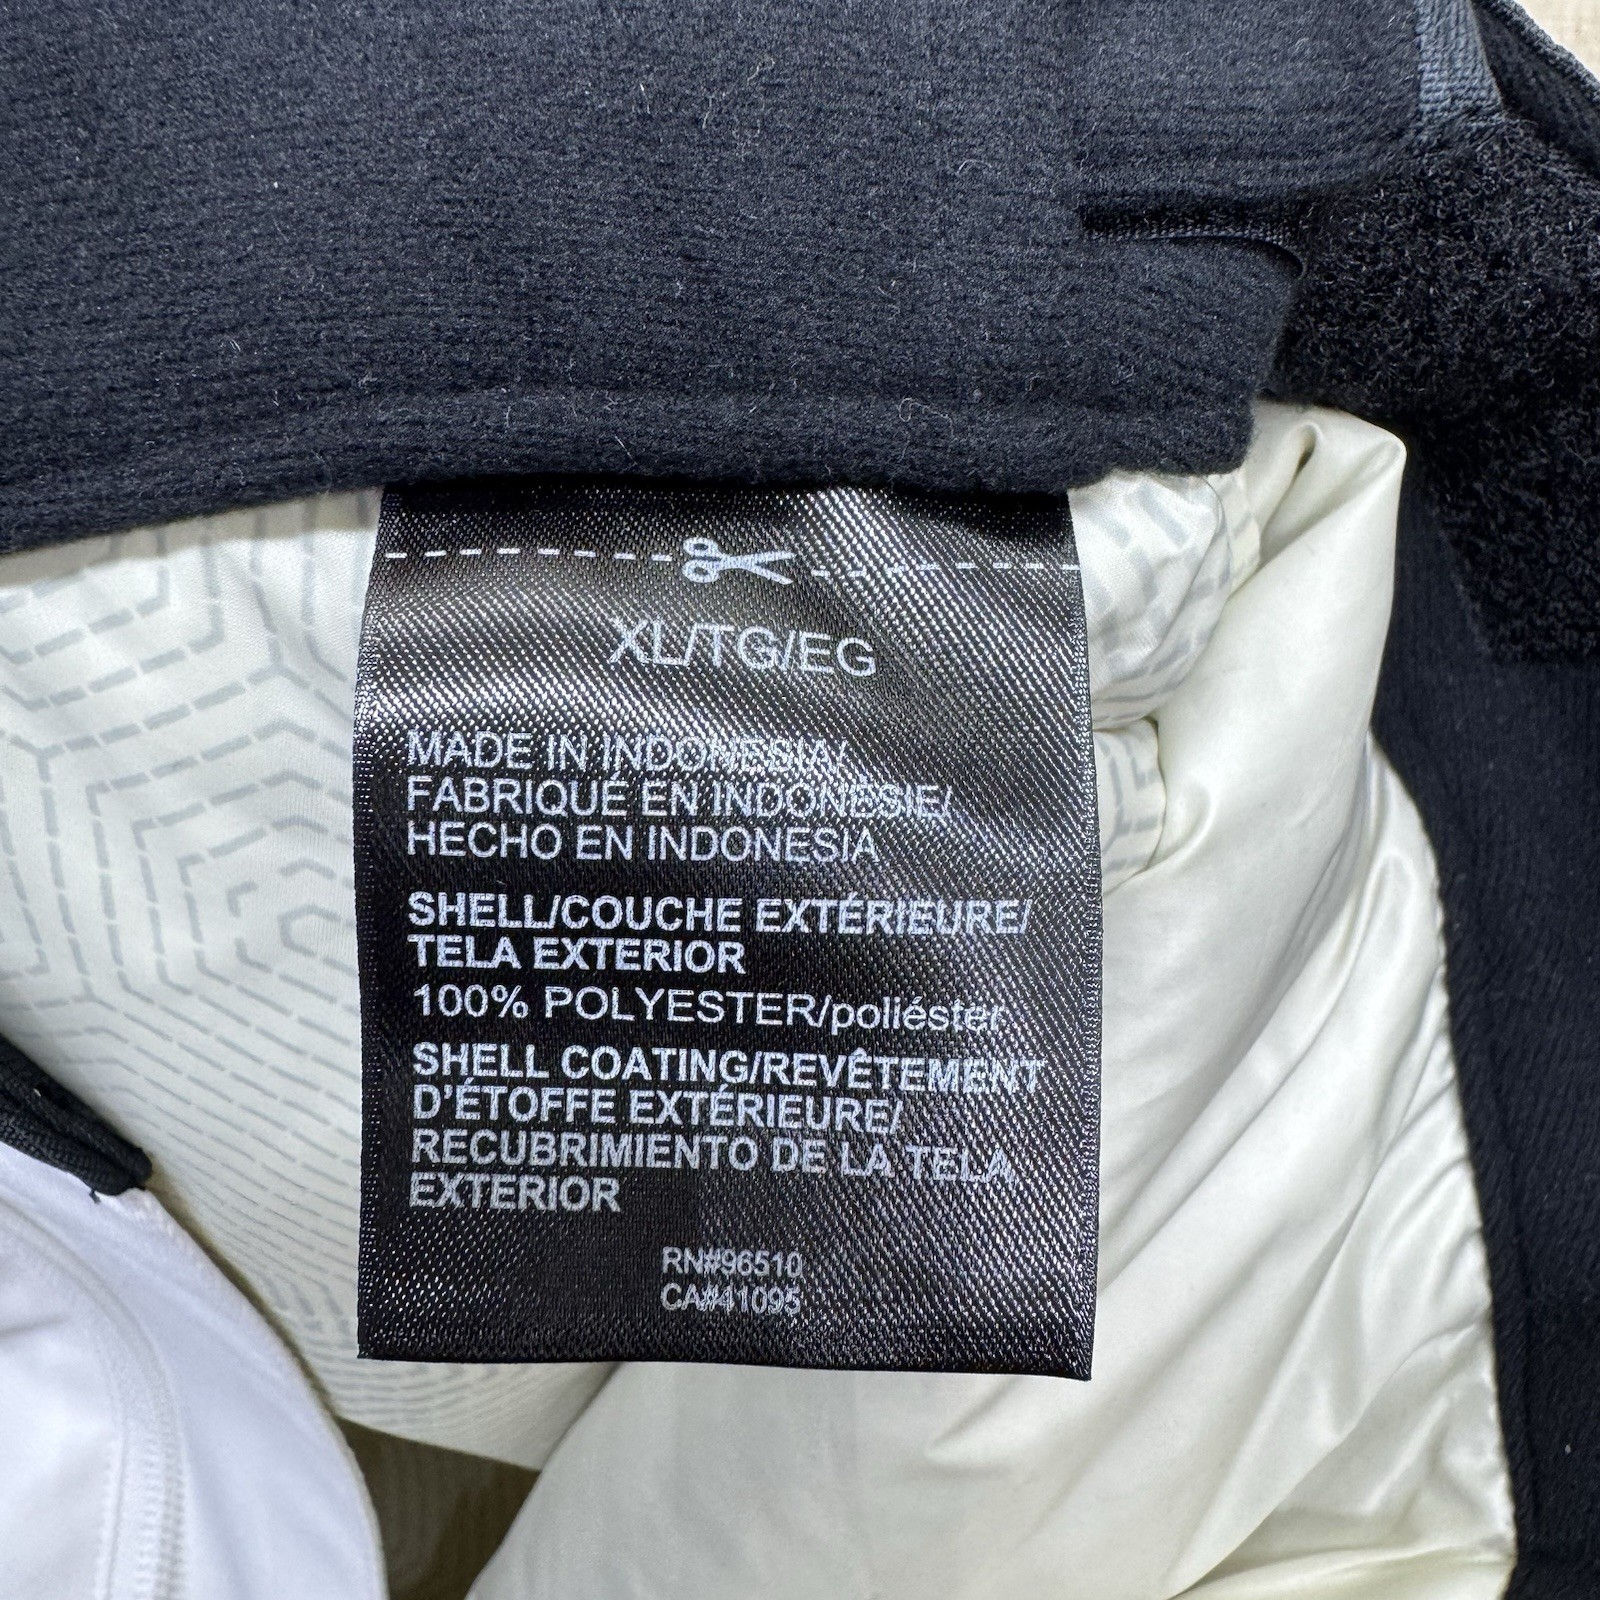 XL/TG/EG
MADE IN INDONESIA/
FABRIQUÉ EN INDONÉSIE/
HECHO EN INDONESIA
SHELL/COUCHE EXTÉRIEURE/
TELA EXTERIOR
100% POLYESTER/poliéster
SHELL COATING/REVÊTEMENT
D'ÉTOFFE EXTÉRIEURE/
RECUBRIMIENTO DE LA TELA
EXTERIOR
RN#96510
CA#41095